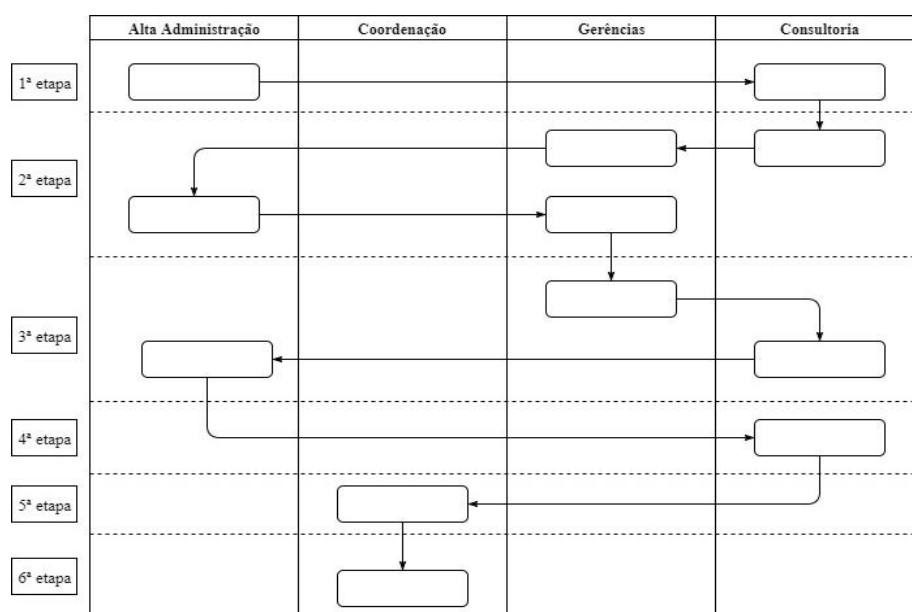 Alta Administração
Coordenação
Gerências
Consultoria
1ª etapa
2ª etapa
3ª etapa
4ª etapa
5ª etapa
6ª etapa